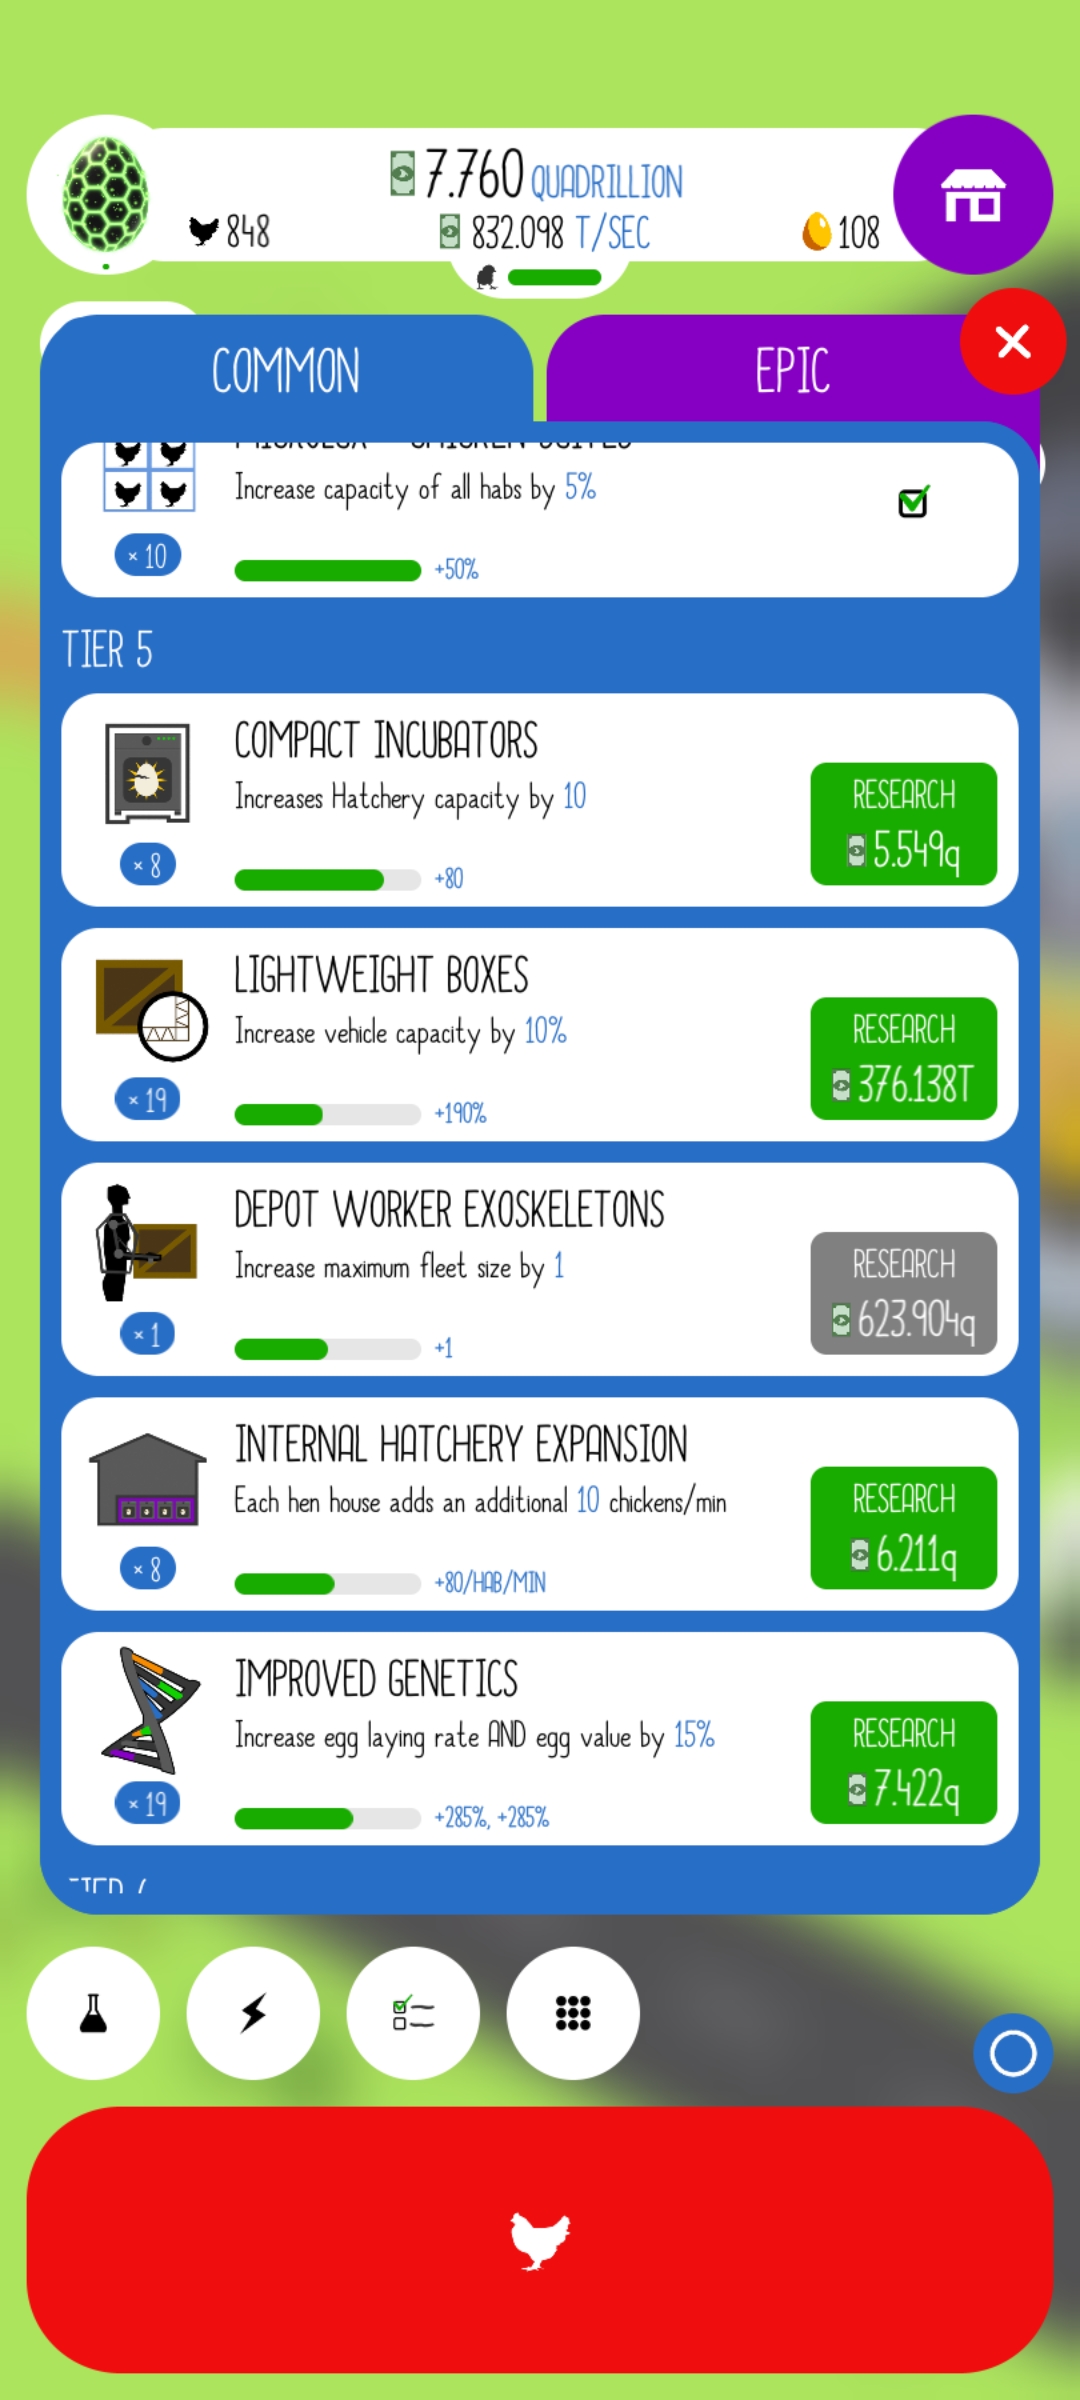 7.760 QUADRILLION
848
832.098 T/SEC
108
COMMON
EPIC
Increase capacity of all habs by 5%
× 10
+50%
TIER 5
COMPACT INCUBATORS
Increases Hatchery capacity by 10
RESEARCH
5.549q
× 8
+80
LIGHTWEIGHT BOXES
Increase vehicle capacity by 10%
RESEARCH
376.138T
× 19
+190%
DEPOT WORKER EXOSKELETONS
Increase maximum fleet size by 1
RESEARCH
623.904q
× 1
+1
INTERNAL HATCHERY EXPANSION
Each hen house adds an additional 10 chickens/min
RESEARCH
6.211q
× 8
+80/HAB/MIN
IMPROVED GENETICS
Increase egg laying rate AND egg value by 15%
RESEARCH
7.422q
× 19
+285%, +285%